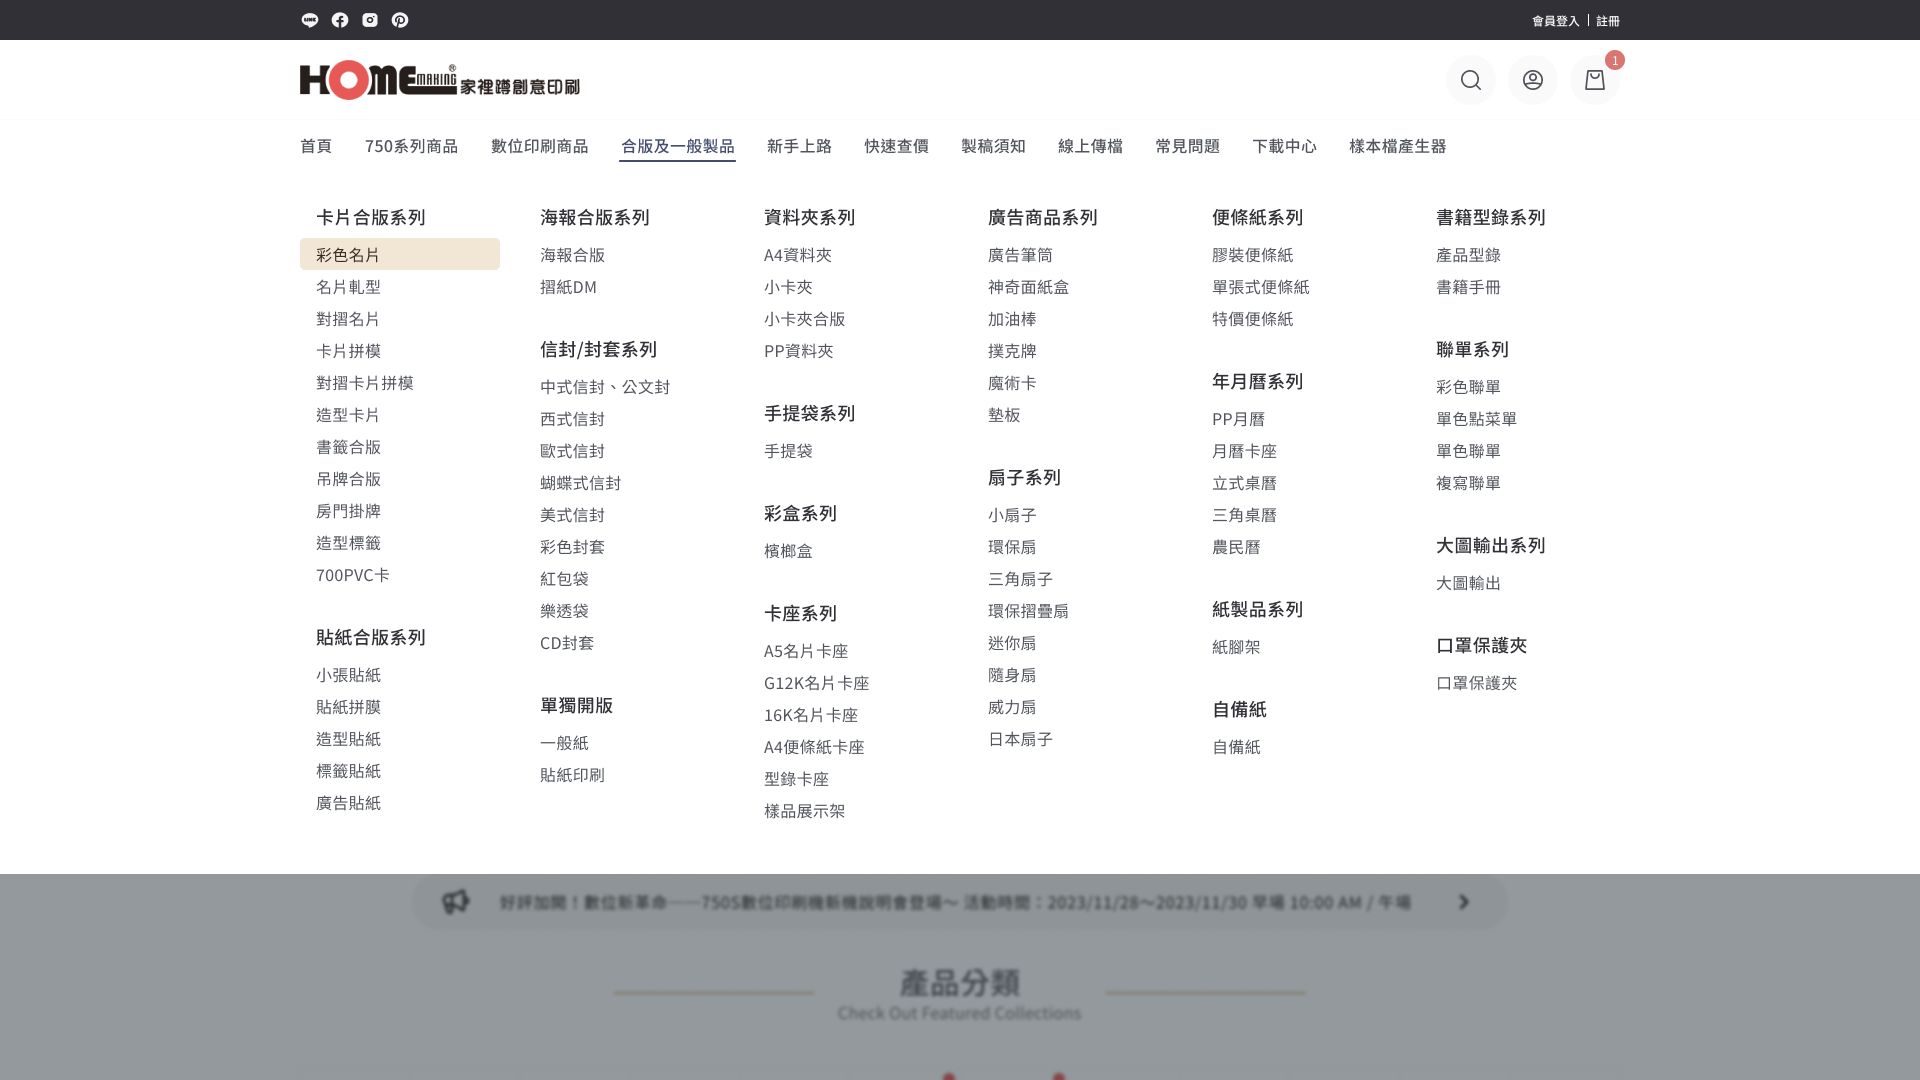 LINE
會員登入
註冊
HOME MAKING® 家裡蹲創意印刷
1
首頁
750系列商品
數位印刷商品
合版及一般製品
新手上路
快速查價
製稿須知
線上傳檔
常見問題
下載中心
樣本檔產生器
卡片合版系列
彩色名片
名片軋型
對摺名片
卡片拼模
對摺卡片拼模
造型卡片
書籤合版
吊牌合版
房門掛牌
造型標籤
700PVC卡
貼紙合版系列
小張貼紙
貼紙拼膜
造型貼紙
標籤貼紙
廣告貼紙
海報合版系列
海報合版
摺紙DM
信封/封套系列
中式信封、公文封
西式信封
歐式信封
蝴蝶式信封
美式信封
彩色封套
紅包袋
樂透袋
CD封套
單獨開版
一般紙
貼紙印刷
資料夾系列
A4資料夾
小卡夾
小卡夾合版
PP資料夾
手提袋系列
手提袋
彩盒系列
檳榔盒
卡座系列
A5名片卡座
G12K名片卡座
16K名片卡座
A4便條紙卡座
型錄卡座
樣品展示架
廣告商品系列
廣告筆筒
神奇面紙盒
加油棒
撲克牌
魔術卡
墊板
扇子系列
小扇子
環保扇
三角扇子
環保摺疊扇
迷你扇
隨身扇
威力扇
日本扇子
便條紙系列
膠裝便條紙
單張式便條紙
特價便條紙
年月曆系列
PP月曆
月曆卡座
立式桌曆
三角桌曆
農民曆
紙製品系列
紙腳架
自備紙
自備紙
書籍型錄系列
產品型錄
書籍手冊
聯單系列
彩色聯單
單色點菜單
單色聯單
複寫聯單
大圖輸出系列
大圖輸出
口罩保護夾
口罩保護夾
好評加開！數位新革命──750S數位印刷機新機說明會登場～ 活動時間：2023/11/28～2023/11/30 早場 10:00 AM / 午場
產品分類
Check Out Featured Collections